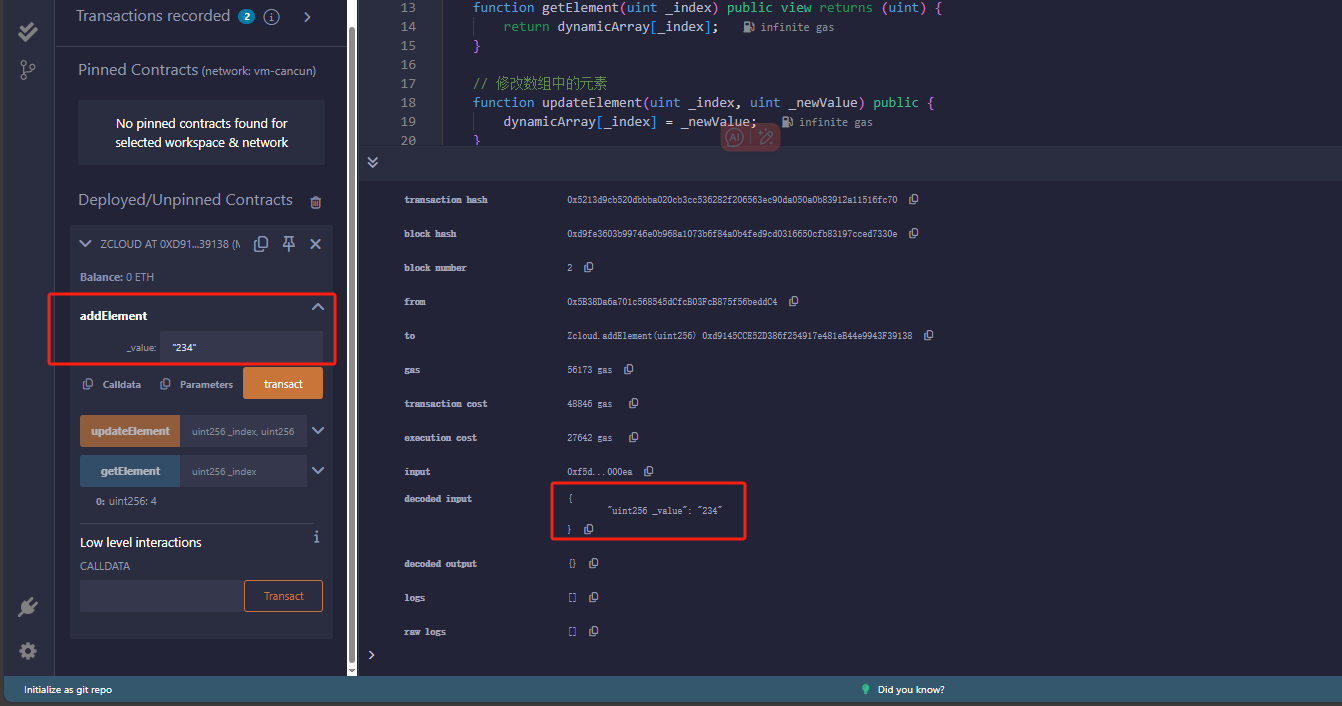 Transactions recorded 2
Pinned Contracts (network: vm-cancun)
No pinned contracts found for
selected workspace & network
Deployed/Unpinned Contracts
ZCLOUD AT 0XD91...39138 (M
Balance: 0 ETH
addElement
_value: "234"
Calldata Parameters transact
updateElement uint256 _index, uint256
getElement uint256 _index
0: uint256: 4
Low level interactions
CALLDATA
Transact
13 function getElement(uint _index) public view returns (uint) {
14 return dynamicArray[_index]; infinite gas
15 }
16
17 // 修改数组中的元素
18 function updateElement(uint _index, uint _newValue) public {
19 dynamicArray[_index] = _newValue; infinite gas
20 }
AI
transaction hash 0x5213d9cb520dbbba020cb3cc536282f206563ec90da050a0b83912a11516fc70
block hash 0xd9fe3603b99746e0b968a1073b6f84a0b4fed9cd0316650cfb83197cced7330e
block number 2
from 0x5B38Da6a701c568545dCfcB03FcB875f56beddC4
to Zcloud.addElement(uint256) 0xd9145CCE52D386f254917e481eB44e9943F39138
gas 56173 gas
transaction cost 48846 gas
execution cost 27642 gas
input 0xf5d...000ea
decoded input {
"uint256 _value": "234"
}
decoded output {}
logs []
raw logs []
>
Initialize as git repo
Did you know?